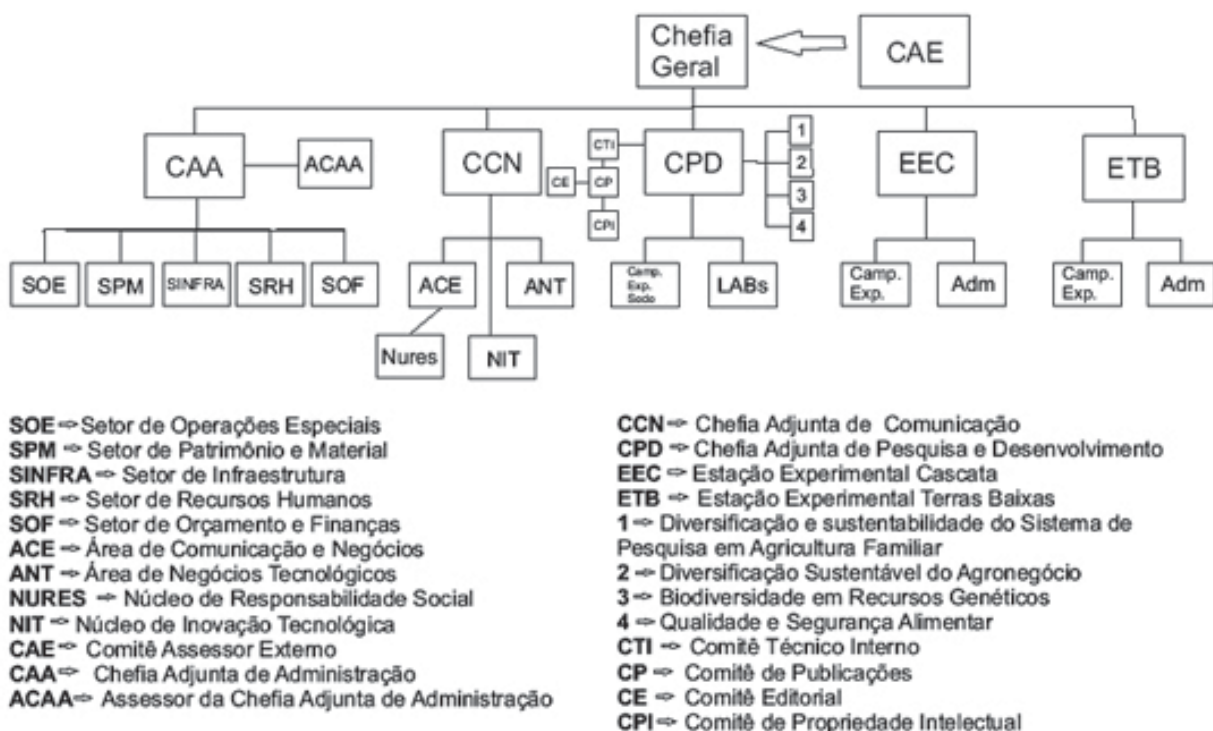 Chefia
Geral
CAE
CAA
ACAA
CCN
CTI
CE
CP
CPI
CPD
1
2
3
4
EEC
ETB
SOE
SPM
SINFRA
SRH
SOF
ACE
ANT
Nures
NIT
Camp.
Exp.
Sede
LABs
Camp.
Exp.
Adm
Camp.
Exp.
Adm
SOE⇨Setor de Operações Especiais
SPM ⇨ Setor de Patrimônio e Material
SINFRA⇨ Setor de Infraestrutura
SRH ⇨ Setor de Recursos Humanos
SOF ⇨ Setor de Orçamento e Finanças
ACE ⇨ Área de Comunicação e Negócios
ANT ⇨ Área de Negócios Tecnológicos
NURES ⇨ Núcleo de Responsabilidade Social
NIT⇨ Núcleo de Inovação Tecnológica
CAE⇨ Comitê Assessor Externo
CAA⇨ Chefia Adjunta de Administração
ACAA⇨ Assessor da Chefia Adjunta de Administração
CCN⇨ Chefia Adjunta de Comunicação
CPD⇨ Chefia Adjunta de Pesquisa e Desenvolvimento
EEC⇨ Estação Experimental Cascata
ETB ⇨ Estação Experimental Terras Baixas
1⇨ Diversificação e sustentabilidade do Sistema de
Pesquisa em Agricultura Familiar
2 ⇨ Diversificação Sustentável do Agronegócio
3 ⇨ Biodiversidade em Recursos Genéticos
4 ⇨ Qualidade e Segurança Alimentar
CTI ⇨ Comitê Técnico Interno
CP ⇨ Comitê de Publicações
CE ⇨ Comitê Editorial
CPI⇨ Comitê de Propriedade Intelectual